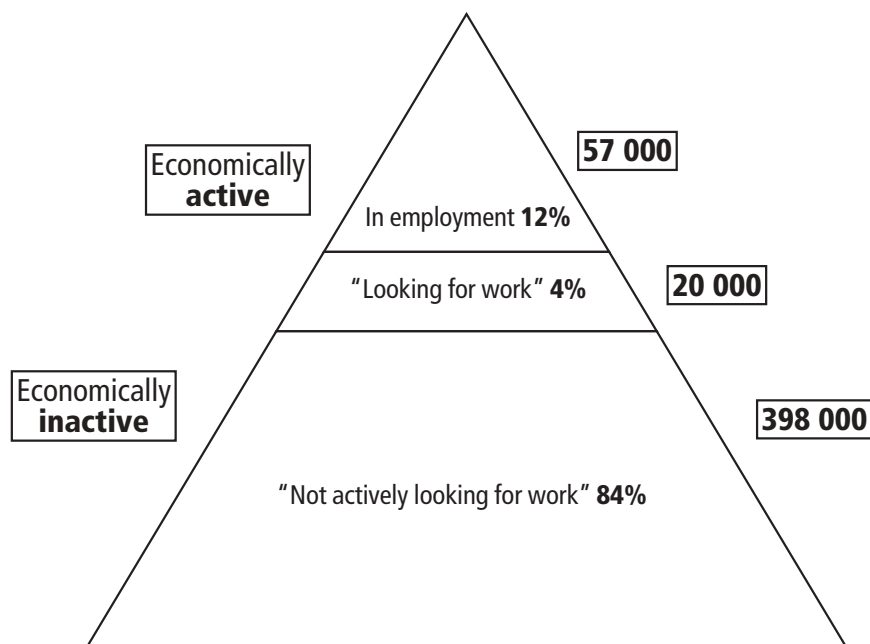 57 000
Economically
active
In employment 12%
"Looking for work" 4%
20 000
Economically
inactive
398 000
"Not actively looking for work" 84%